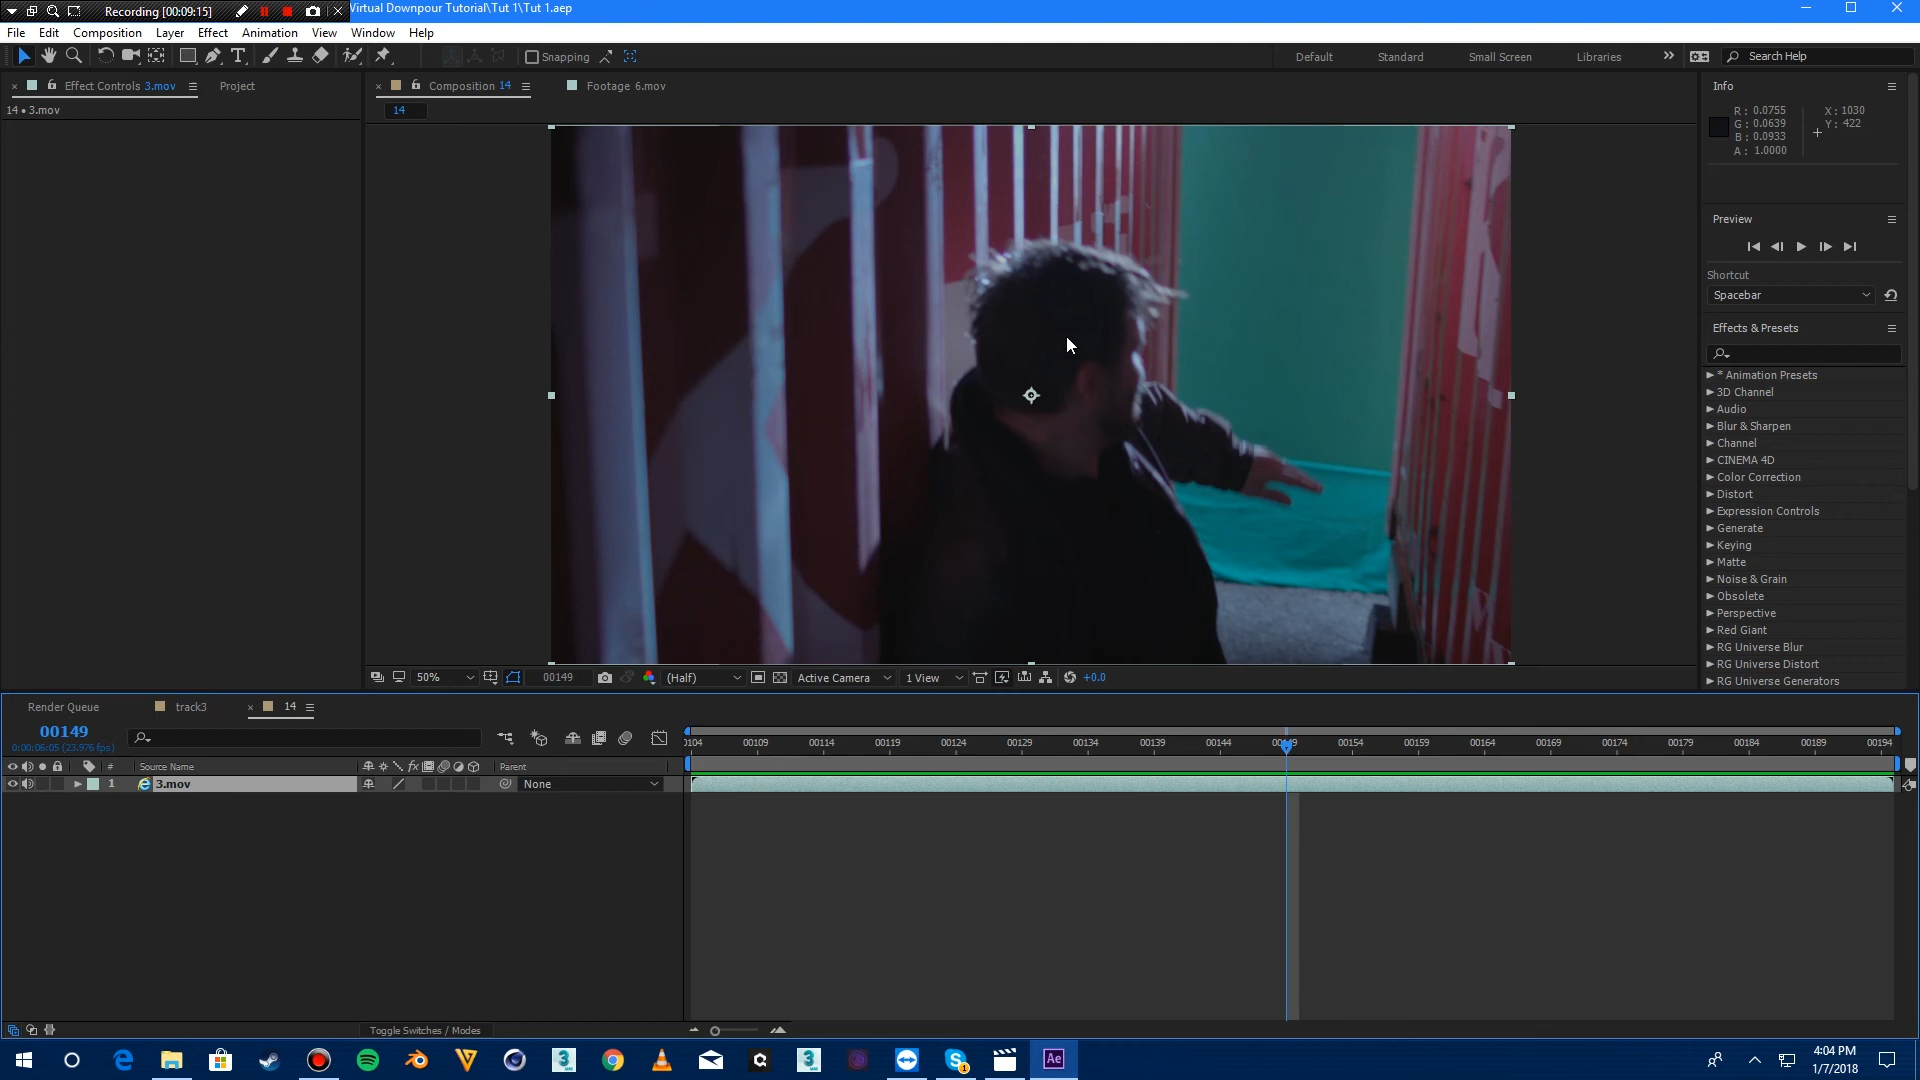 Recording [00:09:15]
Virtual Downpour Tutorial\Tut 1\Tut 1.aep
File Edit Composition Layer Effect Animation View Window Help
Snapping
Default Standard Small Screen Libraries
Search Help
Effect Controls 3.mov
Project
14 • 3.mov
Composition 14
Footage 6.mov
14
Info
R: 0.0755
G: 0.0639
B: 0.0933
A: 1.0000
X: 1030
Y: 422
Preview
Shortcut
Spacebar
Effects & Presets
* Animation Presets
3D Channel
Audio
Blur & Sharpen
Channel
CINEMA 4D
Color Correction
Distort
Expression Controls
Generate
Keying
Matte
Noise & Grain
Obsolete
Perspective
Red Giant
RG Universe Blur
RG Universe Distort
RG Universe Generators
50% 00149 (Half) Active Camera 1 View +0.0
Render Queue track3 14
00149
0:00:06:05 (23.976 fps)
0104 00109 00114 00119 00124 00129 00134 00139 00144 00149 00154 00159 00164 00169 00174 00179 00184 00189 00194
# Source Name fx Parent
1 3.mov None
Toggle Switches / Modes
Ae
4:04 PM
1/7/2018